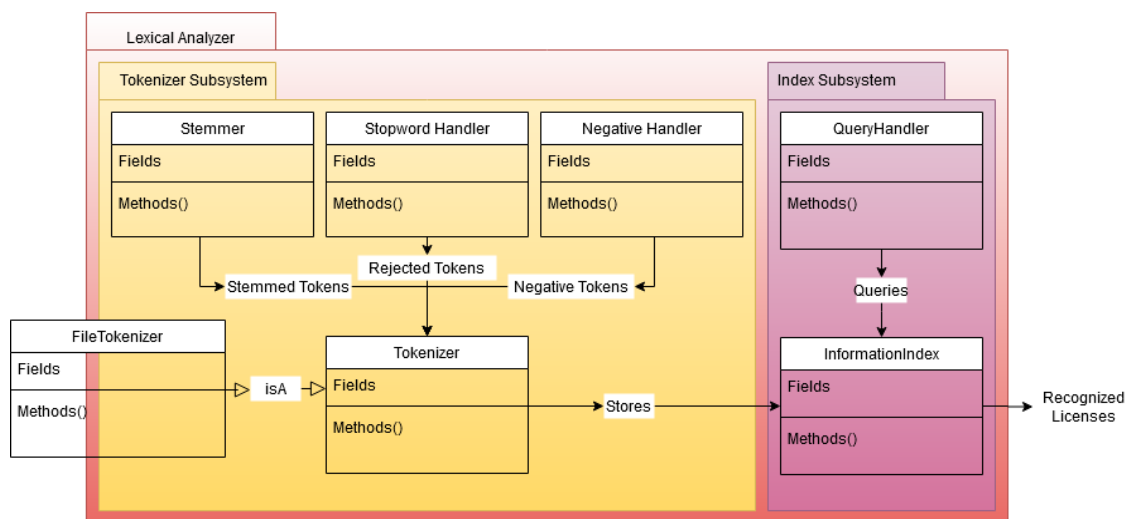 Lexical Analyzer
Tokenizer Subsystem
Index Subsystem
Stemmer
Fields
Methods()
Stopword Handler
Fields
Methods()
Negative Handler
Fields
Methods()
QueryHandler
Fields
Methods()
Stemmed Tokens
Rejected Tokens
Negative Tokens
Queries
FileTokenizer
Fields
Methods()
isA
Tokenizer
Fields
Methods()
Stores
InformationIndex
Fields
Methods()
Recognized
Licenses